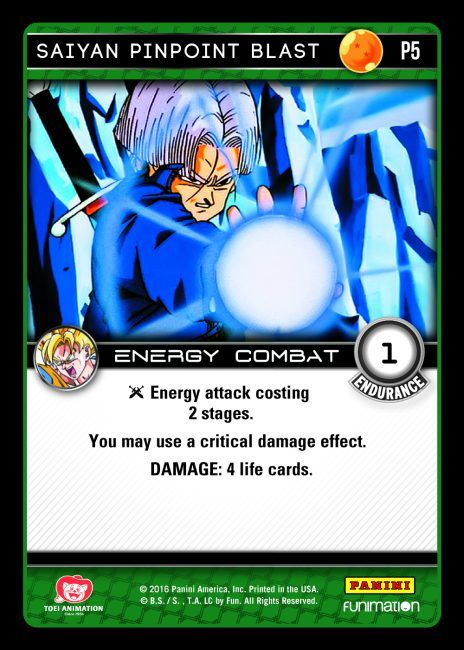 SAIYAN PINPOINT BLAST P5
ENERGY COMBAT
1
ENDURANCE
Energy attack costing
2 stages.
You may use a critical damage effect.
DAMAGE: 4 life cards.
TOEI ANIMATION
Since 1956
© 2016 Panini America, Inc. Printed in the USA.
© B.S. / S. , T.A. LC by Fun. All Rights Reserved.
PANINI
FUNIMATION